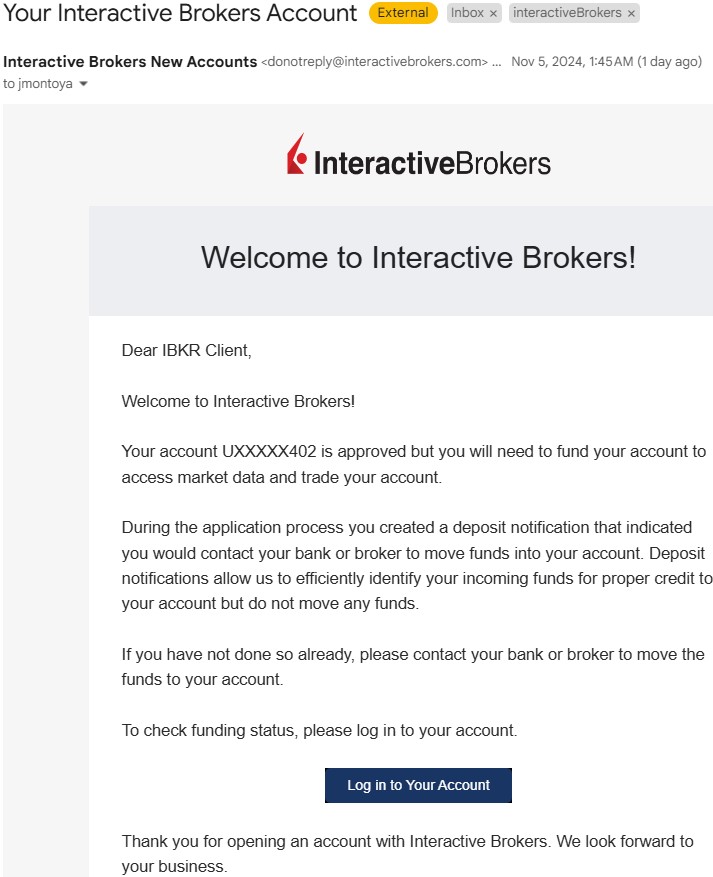 Your Interactive Brokers Account External Inbox × interactiveBrokers ×
Interactive Brokers New Accounts <donotreply@interactivebrokers.com> ... Nov 5, 2024, 1:45 AM (1 day ago)
to jmontoya
InteractiveBrokers
Welcome to Interactive Brokers!
Dear IBKR Client,
Welcome to Interactive Brokers!
Your account UXXXXX402 is approved but you will need to fund your account to
access market data and trade your account.
During the application process you created a deposit notification that indicated
you would contact your bank or broker to move funds into your account. Deposit
notifications allow us to efficiently identify your incoming funds for proper credit to
your account but do not move any funds.
If you have not done so already, please contact your bank or broker to move the
funds to your account.
To check funding status, please log in to your account.
Log in to Your Account
Thank you for opening an account with Interactive Brokers. We look forward to
your business.